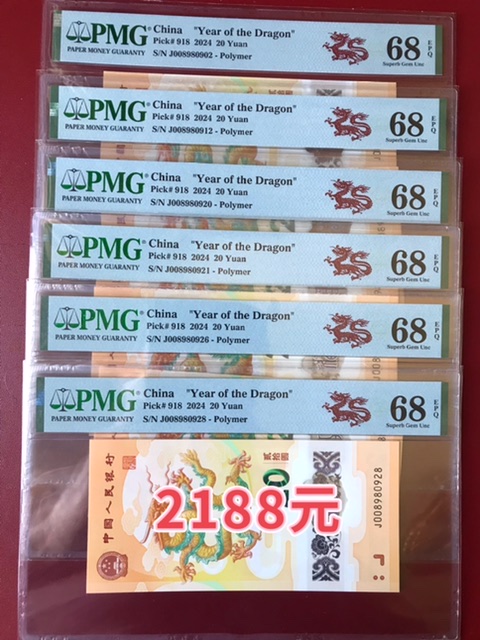 PMG
PAPER MONEY GUARANTY
China "Year of the Dragon"
Pick# 918 2024 20 Yuan
S/N J008980902 - Polymer
68
EPQ
Superb Gem Unc
PMG
PAPER MONEY GUARANTY
China "Year of the Dragon"
Pick# 918 2024 20 Yuan
S/N J008980912 - Polymer
68
EPQ
Superb Gem Unc
PMG
PAPER MONEY GUARANTY
China "Year of the Dragon"
Pick# 918 2024 20 Yuan
S/N J008980920 - Polymer
68
EPQ
Superb Gem Unc
PMG
PAPER MONEY GUARANTY
China "Year of the Dragon"
Pick# 918 2024 20 Yuan
S/N J008980921 - Polymer
68
EPQ
Superb Gem Unc
PMG
PAPER MONEY GUARANTY
China "Year of the Dragon"
Pick# 918 2024 20 Yuan
S/N J008980926 - Polymer
68
EPQ
Superb Gem Unc
PMG
PAPER MONEY GUARANTY
China "Year of the Dragon"
Pick# 918 2024 20 Yuan
S/N J008980928 - Polymer
68
EPQ
Superb Gem Unc
中国人民银行
贰拾圆
20
J008980928
2188元